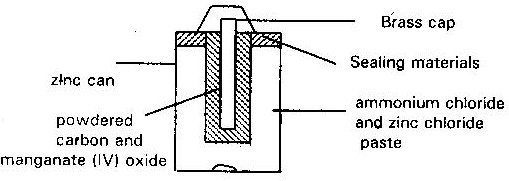 Brass cap
Sealing materials
zinc can
ammonium chloride
and zinc chloride
paste
powdered
carbon and
manganate (IV) oxide